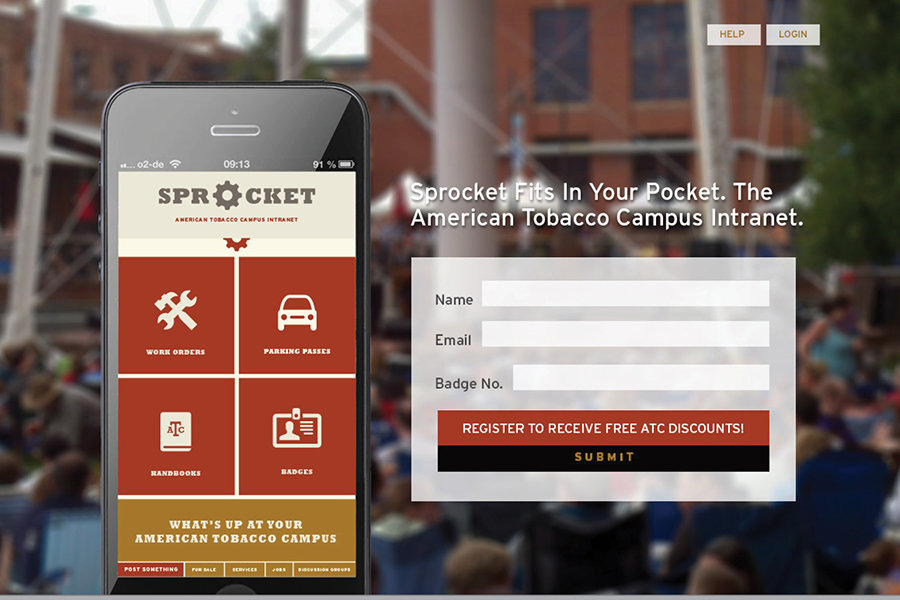 HELP LOGIN
...o2-de 09:13 91 %
SPROCKET
AMERICAN TOBACCO CAMPUS INTRANET
WORK ORDERS PARKING PASSES
ATC
HANDBOOKS BADGES
WHAT'S UP AT YOUR
AMERICAN TOBACCO CAMPUS
POST SOMETHING FOR SALE SERVICES JOBS DISCUSSION GROUPS
Sprocket Fits In Your Pocket. The
American Tobacco Campus Intranet.
Name
Email
Badge No.
REGISTER TO RECEIVE FREE ATC DISCOUNTS!
SUBMIT